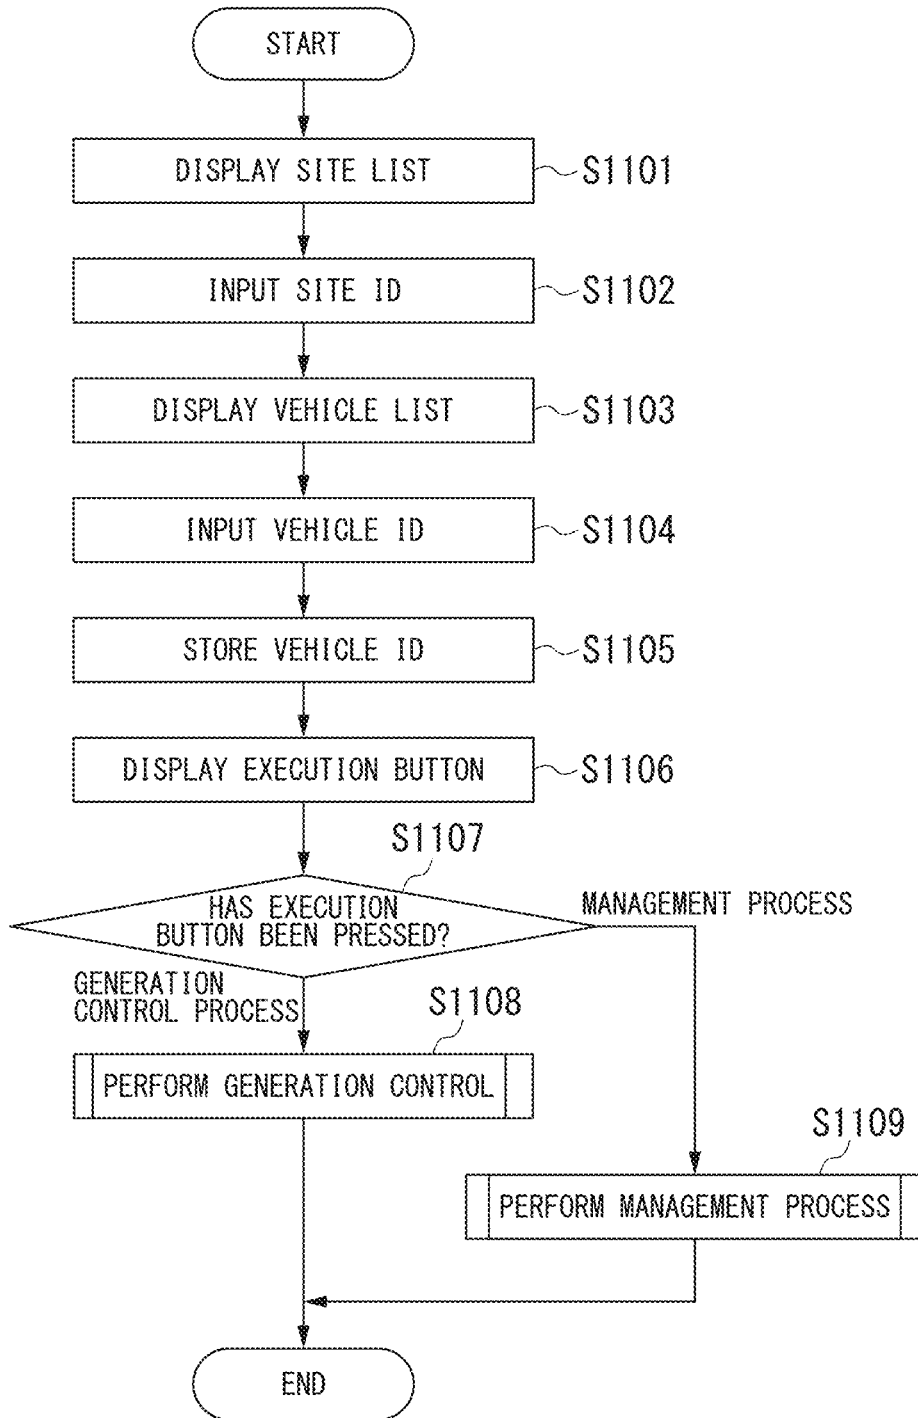 START
DISPLAY SITE LIST
S1101
INPUT SITE ID
S1102
DISPLAY VEHICLE LIST
S1103
INPUT VEHICLE ID
S1104
STORE VEHICLE ID
S1105
DISPLAY EXECUTION BUTTON
S1106
S1107
HAS EXECUTION
BUTTON BEEN PRESSED?
MANAGEMENT PROCESS
GENERATION
CONTROL PROCESS
S1108
PERFORM GENERATION CONTROL
S1109
PERFORM MANAGEMENT PROCESS
END